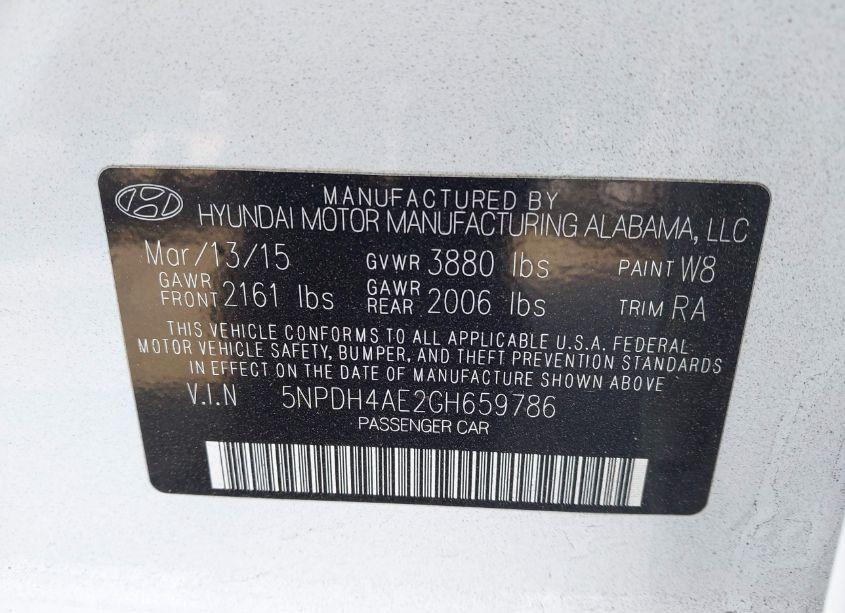 MANUFACTURED BY
HYUNDAI MOTOR MANUFACTURING ALABAMA, LLC
Mar/13/15 GVWR 3880 lbs PAINT W8
GAWR FRONT 2161 lbs GAWR REAR 2006 lbs TRIM RA
THIS VEHICLE CONFORMS TO ALL APPLICABLE U.S.A. FEDERAL
MOTOR VEHICLE SAFETY, BUMPER, AND THEFT PREVENTION STANDARDS
IN EFFECT ON THE DATE OF MANUFACTURE SHOWN ABOVE
V.I.N 5NPDH4AE2GH659786
PASSENGER CAR